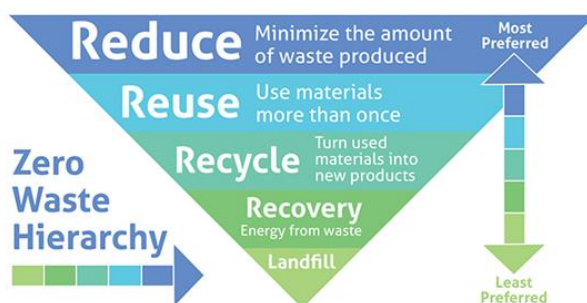 Reduce
Minimize the amount
of waste produced
Most
Preferred
Reuse
Use materials
more than once
Recycle
Turn used
materials into
new products
Zero
Waste
Hierarchy
Recovery
Energy from waste
Landfill
Least
Preferred